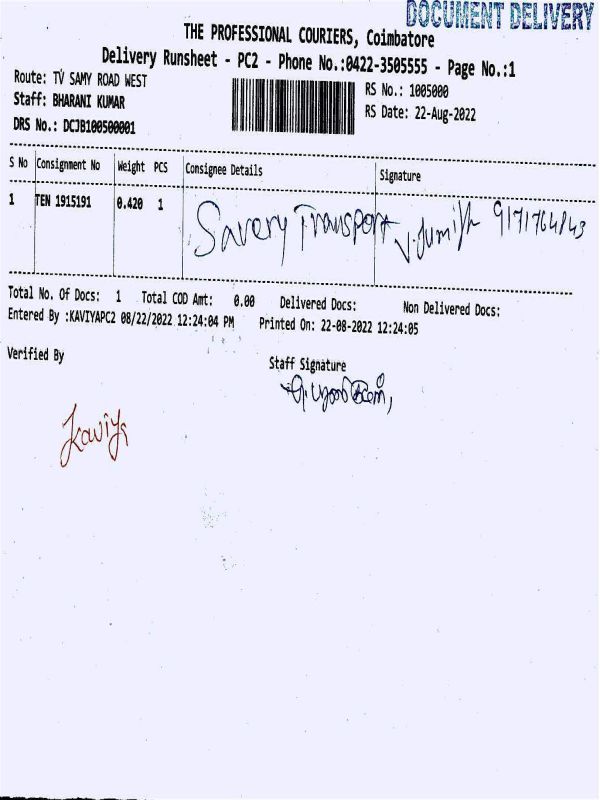 DOCUMENT DELIVERY
THE PROFESSIONAL COURIERS, Coimbatore
Delivery Runsheet - PC2 - Phone No.:0422-3505555 - Page No.:1
Route: TV SAMY ROAD WEST
RS No.: 1005000
Staff: BHARANI KUMAR
RS Date: 22-Aug-2022
DRS No.: DCJB100500001
S No Consignment No Weight PCS Consignee Details Signature
1 TEN 1915191 0.420 1 Savery Transport
Total No. Of Docs: 1 Total COD Amt: 0.00 Delivered Docs: Non Delivered Docs:
Entered By :KAVIYAPC2 08/22/2022 12:24:04 PM Printed On: 22-08-2022 12:24:05
Verified By Staff Signature